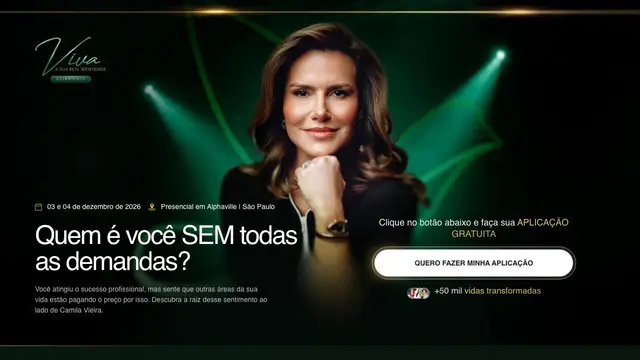 Viva
A SUA REAL IDENTIDADE
03 e 04 de dezembro de 2026
Presencial em Alphaville | São Paulo
Quem é você SEM todas
as demandas?
Você atingiu o sucesso profissional, mas sente que outras áreas da sua
vida estão pagando o preço por isso. Descubra a raiz desse sentimento ao
lado de Camila Vieira.
Clique no botão abaixo e faça sua APLICAÇÃO
GRATUITA
QUERO FAZER MINHA APLICAÇÃO
+50 mil vidas transformadas